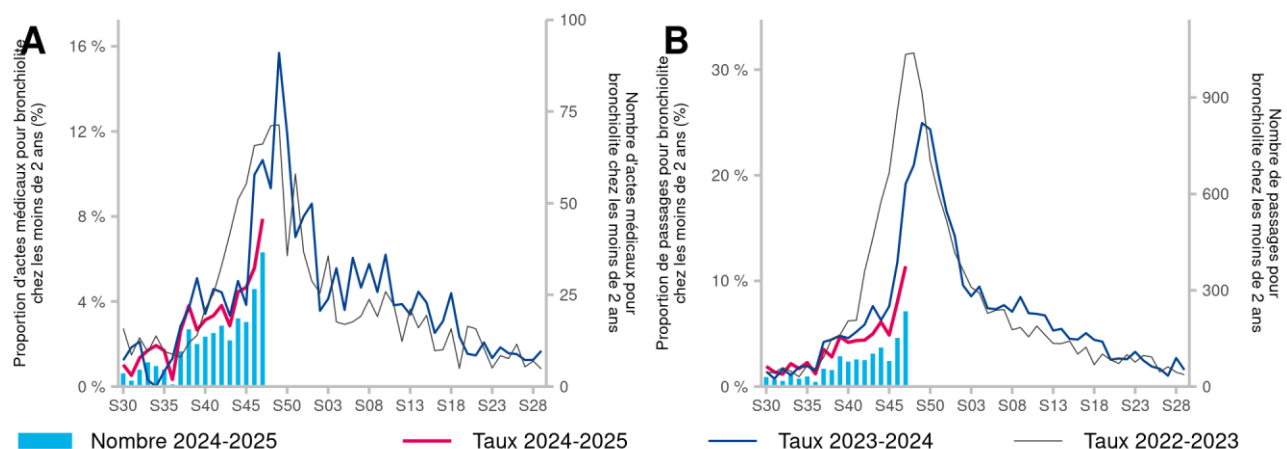 A
Proportion d'actes médicaux pour bronchiolite
chez les moins de 2 ans (%)
16 %
12 %
8 %
4 %
0 %
100
75
50
25
0
Nombre d'actes médicaux pour
bronchiolite chez les moins de 2 ans
S30 S35 S40 S45 S50 S03 S08 S13 S18 S23 S28
B
Proportion de passages pour bronchiolite
chez les moins de 2 ans (%)
30 %
20 %
10 %
0 %
900
600
300
0
Nombre de passages pour
bronchiolite chez les moins de 2 ans
S30 S35 S40 S45 S50 S03 S08 S13 S18 S23 S28
Nombre 2024-2025 Taux 2024-2025 Taux 2023-2024 Taux 2022-2023